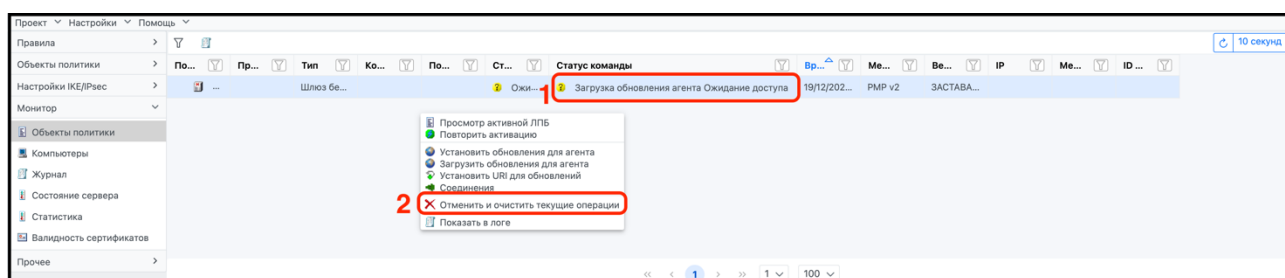 Проект Настройки Помощь
Правила
10 секунд
Объекты политики
По... Пр... Тип Ко... По... Ст... Статус команды Вр... Ме... Ве... IP Ме... ID ...
Настройки IKE/IPsec
... Шлюз бе... Ожи... 1 Загрузка обновления агента Ожидание доступа 19/12/202... PMP v2 ЗАСТАВА...
Монитор
Объекты политики
Компьютеры
Журнал
Состояние сервера
Статистика
Валидность сертификатов
Прочее
Просмотр активной ЛПБ
Повторить активацию
Установить обновления для агента
Загрузить обновления для агента
Установить URI для обновлений
Соединения
2 Отменить и очистить текущие операции
Показать в логе
<< < 1 > >> 1 100